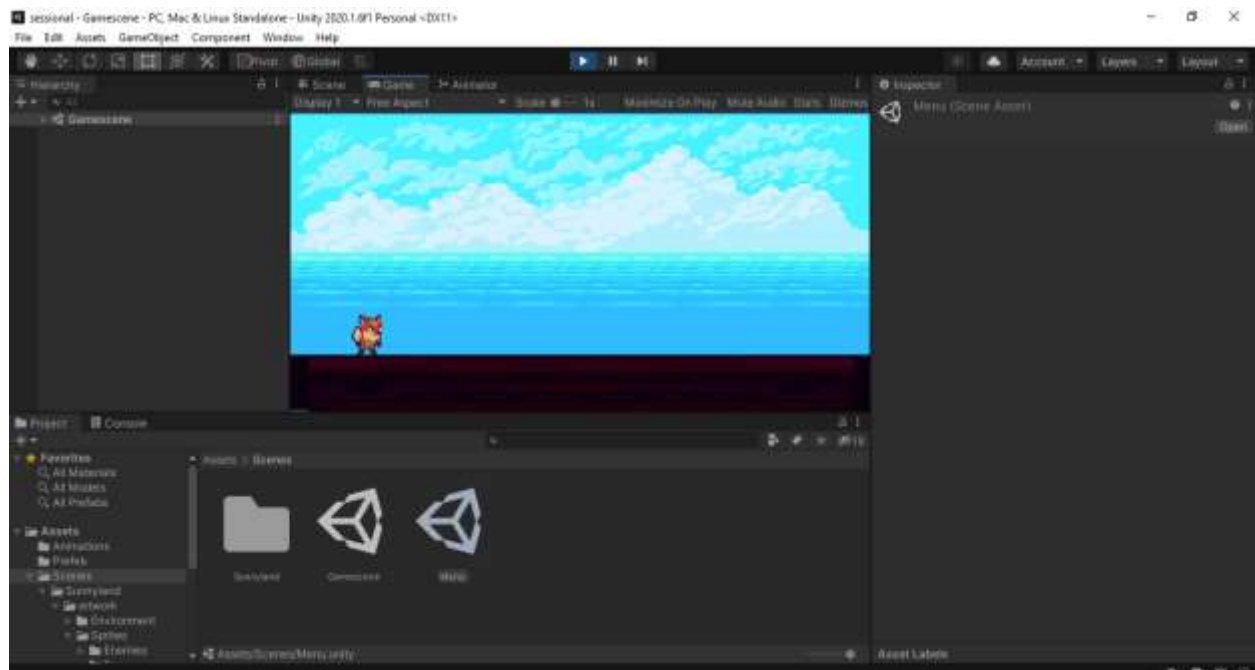 sessional - Gamescene - PC, Mac & Linux Standalone - Unity 2020.1.6f1 Personal <DX11>
File Edit Assets GameObject Component Window Help
Pivot Global
Account Layers Layout
Hierarchy
Scene Game Animator
Inspector
All
Display 1 Free Aspect Scale 1x Maximize On Play Mute Audio Stats Gizmos
Menu (Scene Asset)
Gamescene
Open
Project Console
Favorites
Assets > Scenes
All Materials
All Models
All Prefabs
Assets
Animations
Prefab
Scenes
Sunnyland Gamescene Menu
Sunnyland
artwork
Environment
Sprites
Enemies
Assets/Scenes/Menu.unity
Asset Labels